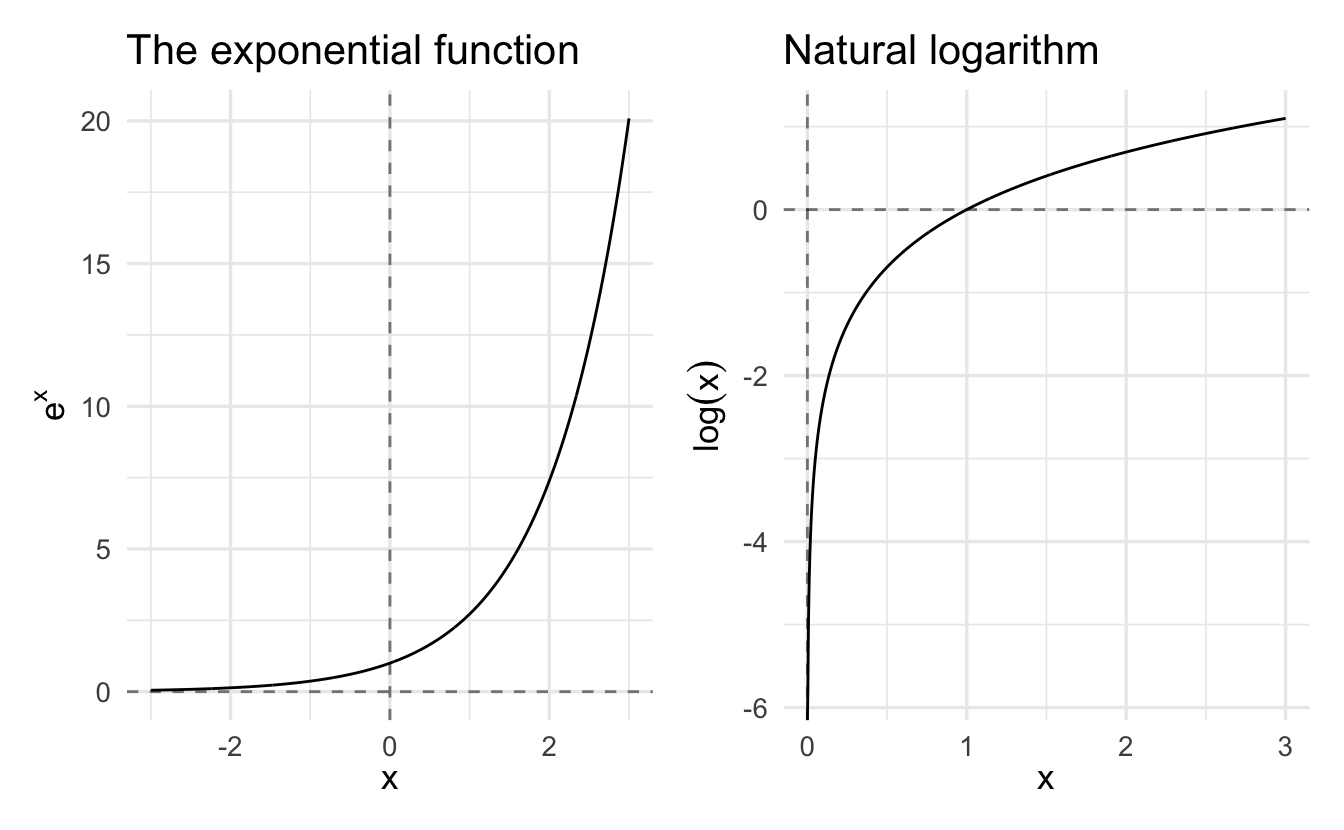 The exponential function
20
15
10
5
0
e^x
-2 0 2
x
Natural logarithm
0
-2
-4
-6
log(x)
0 1 2 3
x